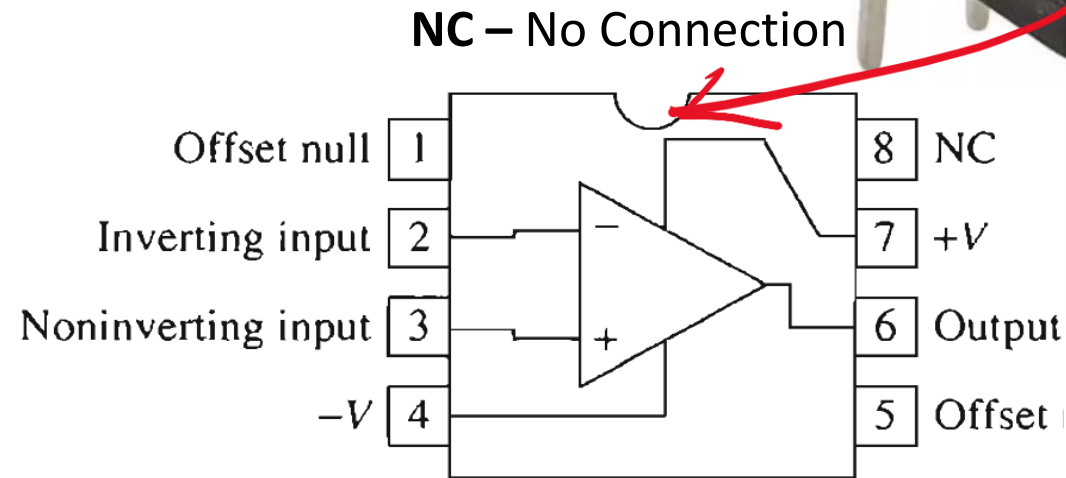 NC – No Connection
Offset null 1
8 NC
Inverting input 2
−
7 +V
Noninverting input 3
+
6 Output
−V 4
5 Offset